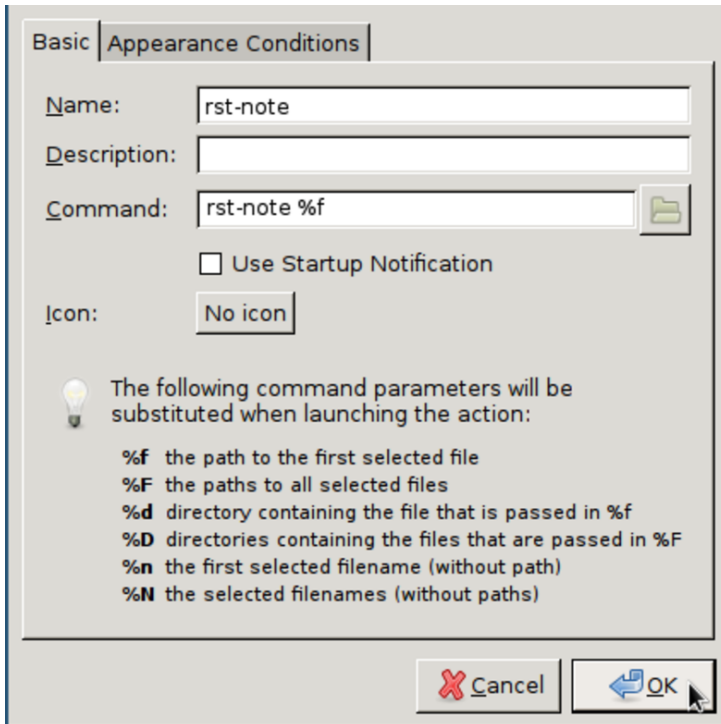 Basic Appearance Conditions
Name: rst-note
Description:
Command: rst-note %f
Use Startup Notification
Icon: No icon
The following command parameters will be
substituted when launching the action:
%f the path to the first selected file
%F the paths to all selected files
%d directory containing the file that is passed in %f
%D directories containing the files that are passed in %F
%n the first selected filename (without path)
%N the selected filenames (without paths)
Cancel OK